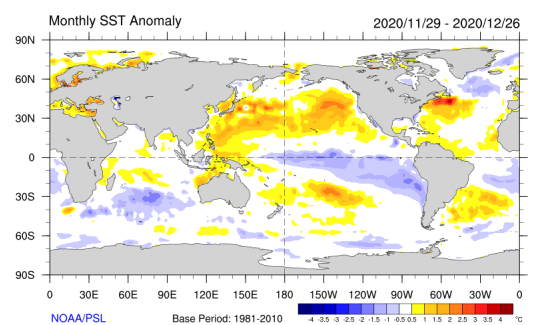 Monthly SST Anomaly 2020/11/29 - 2020/12/26
90N
60N
30N
0
30S
60S
90S
0 30E 60E 90E 120E 150E 180 150W 120W 90W 60W 30W 0
NOAA/PSL Base Period: 1981-2010 -4 -3.5 -3 -2.5 -2 -1.5 -1 -0.5 0.5 1 1.5 2 2.5 3 3.5 4 °C